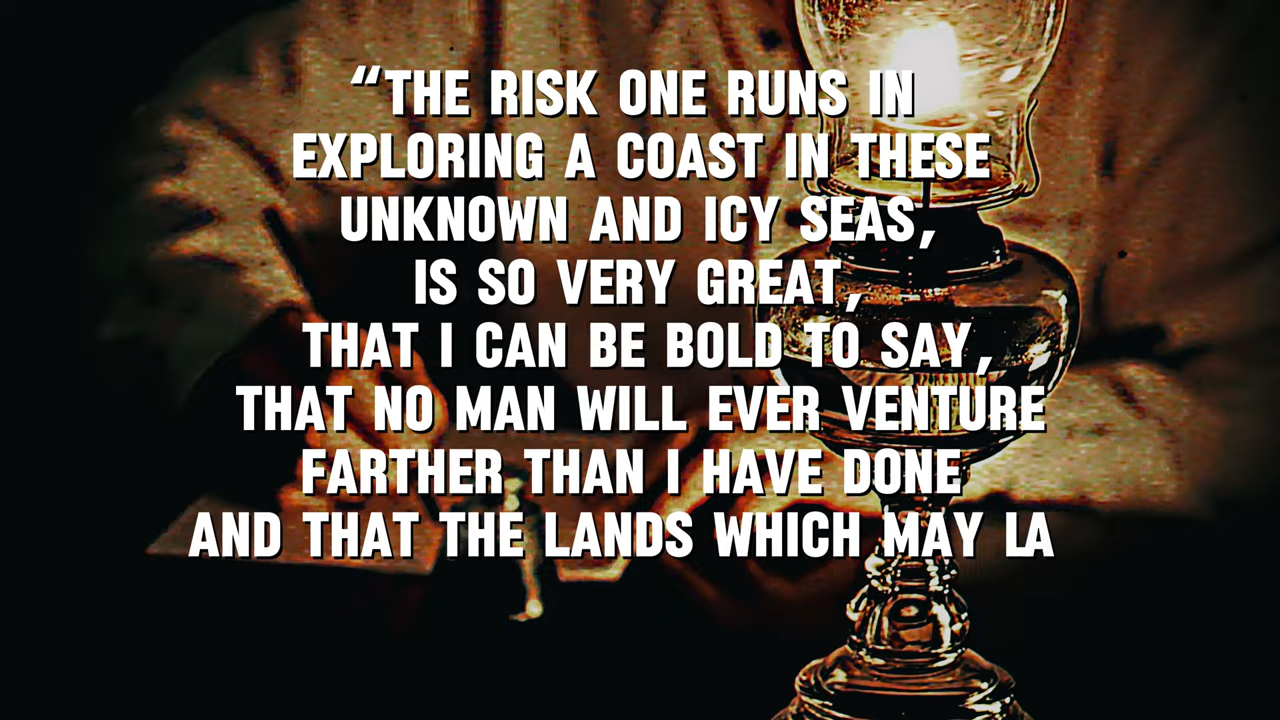 “THE RISK ONE RUNS IN
EXPLORING A COAST IN THESE
UNKNOWN AND ICY SEAS,
IS SO VERY GREAT,
THAT I CAN BE BOLD TO SAY,
THAT NO MAN WILL EVER VENTURE
FARTHER THAN I HAVE DONE
AND THAT THE LANDS WHICH MAY LA